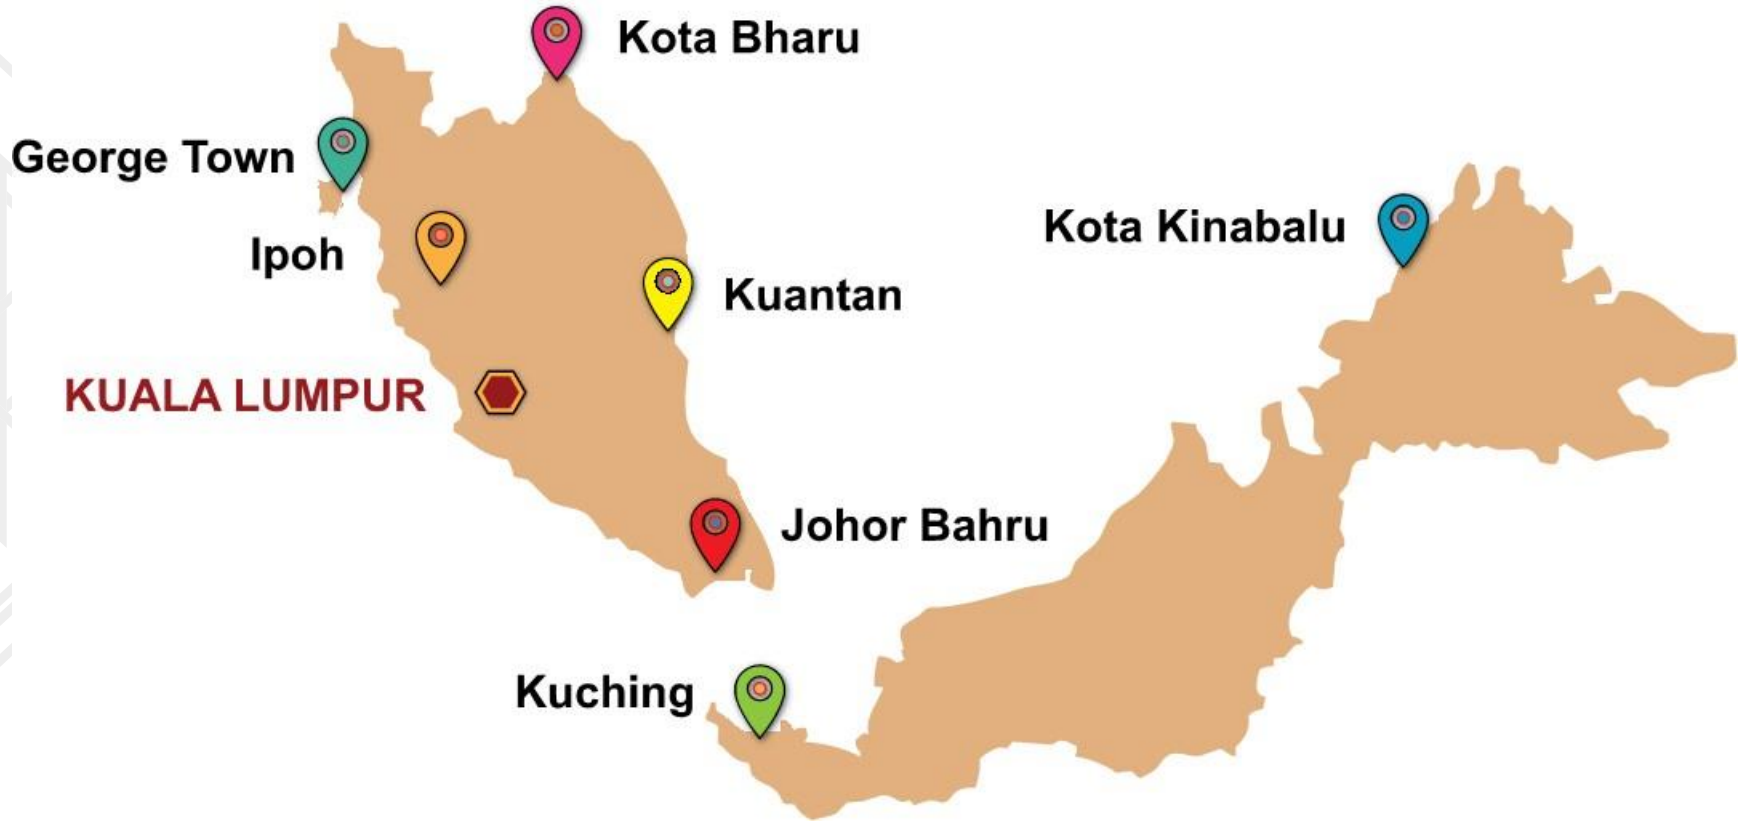 Kota Bharu
George Town
Kota Kinabalu
Ipoh
Kuantan
KUALA LUMPUR
Johor Bahru
Kuching